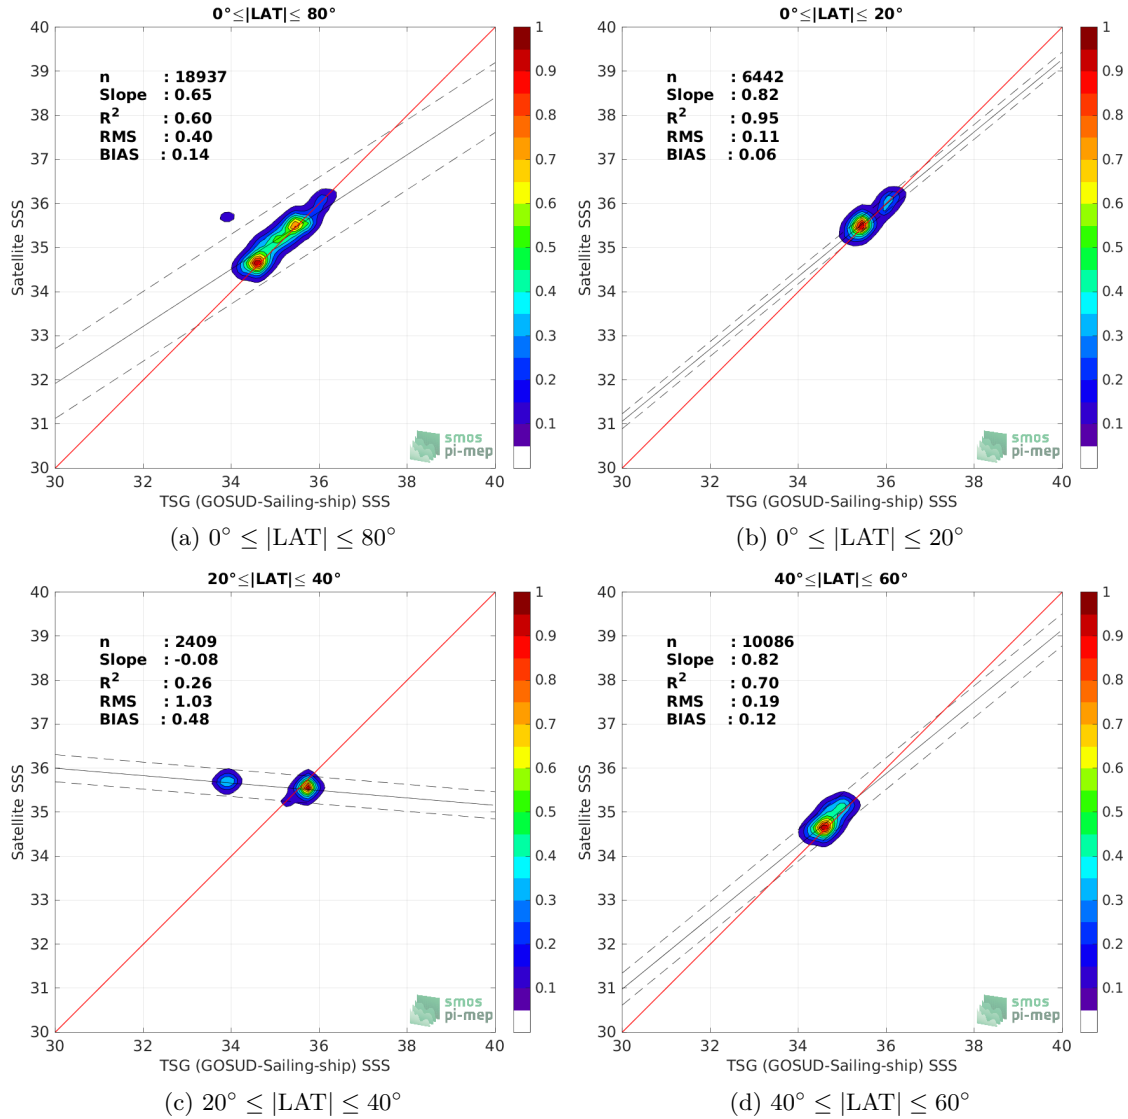 0°≤|LAT|≤ 80°
n : 18937
Slope : 0.65
R² : 0.60
RMS : 0.40
BIAS : 0.14
40
39
38
37
36
35
34
33
32
31
30
30 32 34 36 38 40
Satellite SSS
TSG (GOSUD-Sailing-ship) SSS
smos
pi-mep
1
0.9
0.8
0.7
0.6
0.5
0.4
0.3
0.2
0.1
(a) 0° ≤ |LAT| ≤ 80°
0°≤|LAT|≤ 20°
n : 6442
Slope : 0.82
R² : 0.95
RMS : 0.11
BIAS : 0.06
40
39
38
37
36
35
34
33
32
31
30
30 32 34 36 38 40
Satellite SSS
TSG (GOSUD-Sailing-ship) SSS
smos
pi-mep
1
0.9
0.8
0.7
0.6
0.5
0.4
0.3
0.2
0.1
(b) 0° ≤ |LAT| ≤ 20°
20°≤|LAT|≤ 40°
n : 2409
Slope : -0.08
R² : 0.26
RMS : 1.03
BIAS : 0.48
40
39
38
37
36
35
34
33
32
31
30
30 32 34 36 38 40
Satellite SSS
TSG (GOSUD-Sailing-ship) SSS
smos
pi-mep
1
0.9
0.8
0.7
0.6
0.5
0.4
0.3
0.2
0.1
(c) 20° ≤ |LAT| ≤ 40°
40°≤|LAT|≤ 60°
n : 10086
Slope : 0.82
R² : 0.70
RMS : 0.19
BIAS : 0.12
40
39
38
37
36
35
34
33
32
31
30
30 32 34 36 38 40
Satellite SSS
TSG (GOSUD-Sailing-ship) SSS
smos
pi-mep
1
0.9
0.8
0.7
0.6
0.5
0.4
0.3
0.2
0.1
(d) 40° ≤ |LAT| ≤ 60°